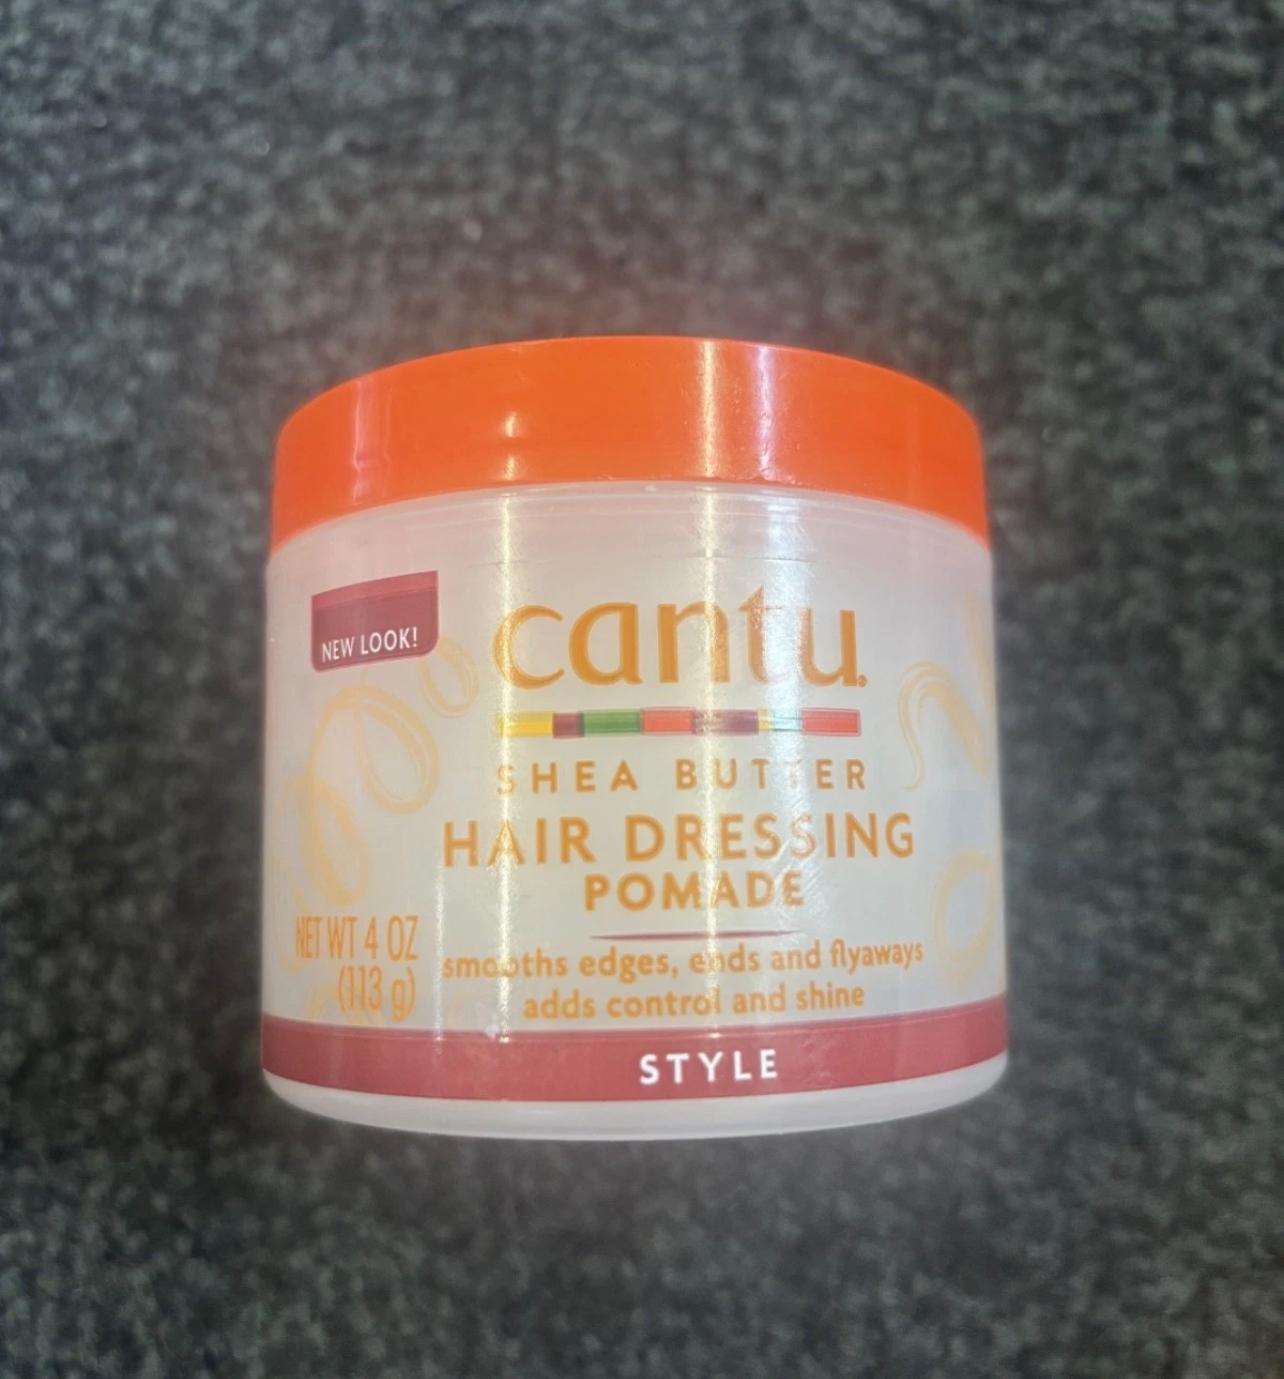 NEW LOOK!
cantu®
SHEA BUTTER
HAIR DRESSING
POMADE
smooths edges, ends and flyaways
adds control and shine
NET WT 4 OZ
(113 g)
STYLE